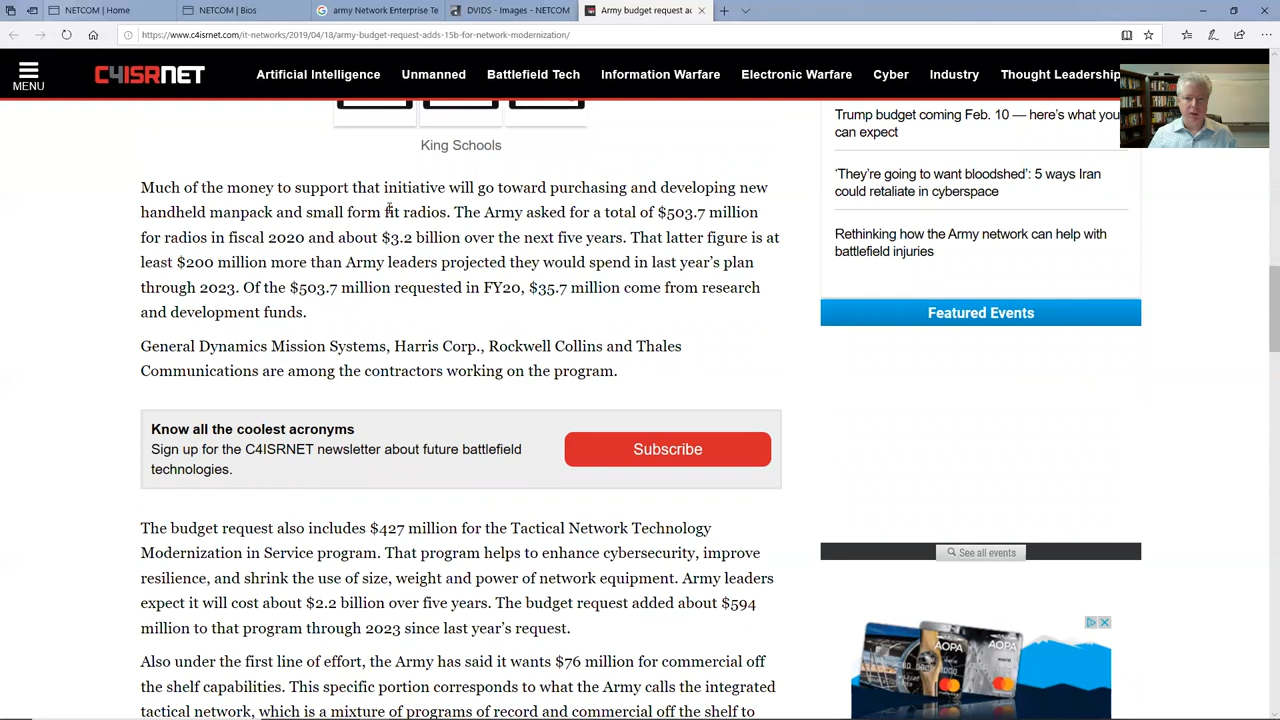 NETCOM | Home
NETCOM | Bios
army Network Enterprise Te
DVIDS - Images - NETCOM
Army budget request ad
https://www.c4isrnet.com/it-networks/2019/04/18/army-budget-request-adds-15b-for-network-modernization/
MENU
C4ISRNET
Artificial Intelligence
Unmanned
Battlefield Tech
Information Warfare
Electronic Warfare
Cyber
Industry
Thought Leadership
King Schools
Much of the money to support that initiative will go toward purchasing and developing new
handheld manpack and small form fit radios. The Army asked for a total of $503.7 million
for radios in fiscal 2020 and about $3.2 billion over the next five years. That latter figure is at
least $200 million more than Army leaders projected they would spend in last year's plan
through 2023. Of the $503.7 million requested in FY20, $35.7 million come from research
and development funds.
General Dynamics Mission Systems, Harris Corp., Rockwell Collins and Thales
Communications are among the contractors working on the program.
Know all the coolest acronyms
Sign up for the C4ISRNET newsletter about future battlefield
technologies.
Subscribe
The budget request also includes $427 million for the Tactical Network Technology
Modernization in Service program. That program helps to enhance cybersecurity, improve
resilience, and shrink the use of size, weight and power of network equipment. Army leaders
expect it will cost about $2.2 billion over five years. The budget request added about $594
million to that program through 2023 since last year's request.
Also under the first line of effort, the Army has said it wants $76 million for commercial off
the shelf capabilities. This specific portion corresponds to what the Army calls the integrated
tactical network, which is a mixture of programs of record and commercial off the shelf to
Trump budget coming Feb. 10 — here's what you
can expect
'They're going to want bloodshed': 5 ways Iran
could retaliate in cyberspace
Rethinking how the Army network can help with
battlefield injuries
Featured Events
See all events
AOPA
AOPA